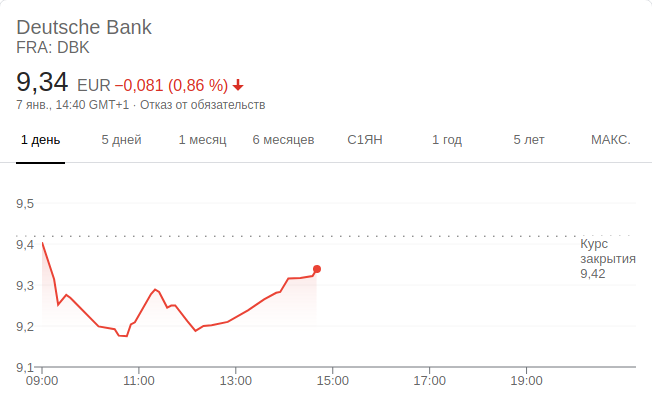 Deutsche Bank
FRA: DBK
9,34 EUR −0,081 (0,86 %)
7 янв., 14:40 GMT+1 · Отказ от обязательств
1 день 5 дней 1 месяц 6 месяцев С1ЯН 1 год 5 лет МАКС.
9,5
9,4
9,3
9,2
9,1
Курс
закрытия
9,42
09:00 11:00 13:00 15:00 17:00 19:00